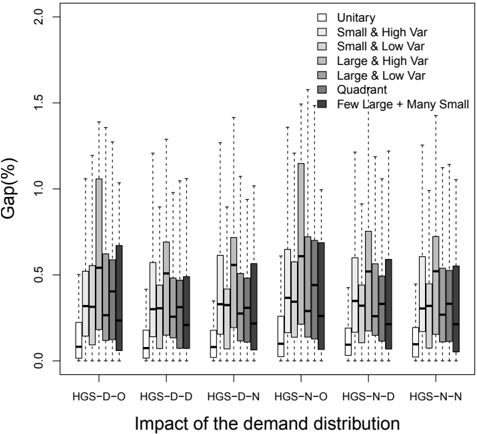 Unitary
Small & High Var
Small & Low Var
Large & High Var
Large & Low Var
Quadrant
Few Large + Many Small
Gap(%)
2.0
1.5
1.0
0.5
0.0
HGS-D-O HGS-D-D HGS-D-N HGS-N-O HGS-N-D HGS-N-N
Impact of the demand distribution